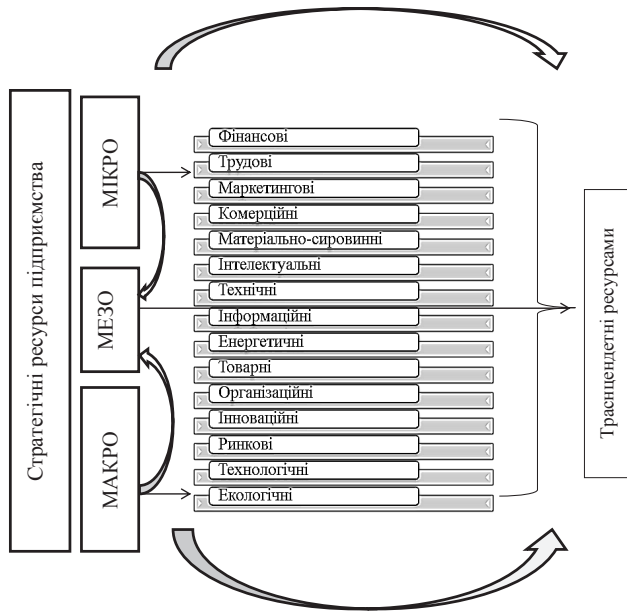 Стратегічні ресурси підприємства
МІКРО
МЕЗО
МАКРО
Фінансові
Трудові
Маркетингові
Комерційні
Матеріально-сировинні
Інтелектуальні
Технічні
Інформаційні
Енергетичні
Товарні
Організаційні
Інноваційні
Ринкові
Технологічні
Екологічні
Траснцендетні ресурсами